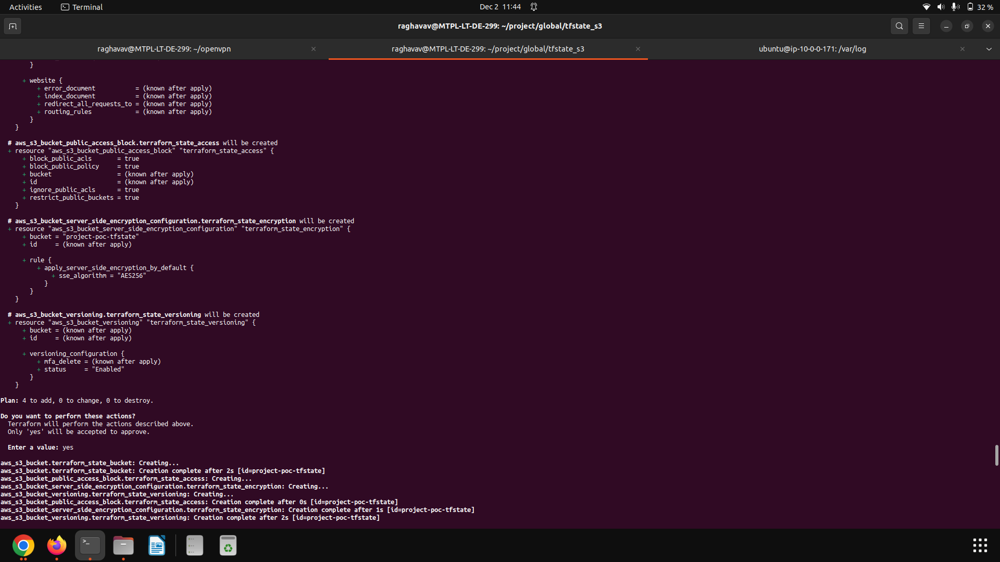 Activities
Terminal
Dec 2 11:44
32 %
raghavav@MTPL-LT-DE-299: ~/project/global/tfstate_s3
raghavav@MTPL-LT-DE-299: ~/openvpn
raghavav@MTPL-LT-DE-299: ~/project/global/tfstate_s3
ubuntu@ip-10-0-0-171: /var/log
}
+ website {
+ error_document = (known after apply)
+ index_document = (known after apply)
+ redirect_all_requests_to = (known after apply)
+ routing_rules = (known after apply)
}
}
# aws_s3_bucket_public_access_block.terraform_state_access will be created
+ resource "aws_s3_bucket_public_access_block" "terraform_state_access" {
+ block_public_acls = true
+ block_public_policy = true
+ bucket = (known after apply)
+ id = (known after apply)
+ ignore_public_acls = true
+ restrict_public_buckets = true
}
# aws_s3_bucket_server_side_encryption_configuration.terraform_state_encryption will be created
+ resource "aws_s3_bucket_server_side_encryption_configuration" "terraform_state_encryption" {
+ bucket = "project-poc-tfstate"
+ id = (known after apply)
+ rule {
+ apply_server_side_encryption_by_default {
+ sse_algorithm = "AES256"
}
}
}
# aws_s3_bucket_versioning.terraform_state_versioning will be created
+ resource "aws_s3_bucket_versioning" "terraform_state_versioning" {
+ bucket = (known after apply)
+ id = (known after apply)
+ versioning_configuration {
+ mfa_delete = (known after apply)
+ status = "Enabled"
}
}
Plan: 4 to add, 0 to change, 0 to destroy.
Do you want to perform these actions?
Terraform will perform the actions described above.
Only 'yes' will be accepted to approve.
Enter a value: yes
aws_s3_bucket.terraform_state_bucket: Creating...
aws_s3_bucket.terraform_state_bucket: Creation complete after 2s [id=project-poc-tfstate]
aws_s3_bucket_public_access_block.terraform_state_access: Creating...
aws_s3_bucket_server_side_encryption_configuration.terraform_state_encryption: Creating...
aws_s3_bucket_versioning.terraform_state_versioning: Creating...
aws_s3_bucket_public_access_block.terraform_state_access: Creation complete after 0s [id=project-poc-tfstate]
aws_s3_bucket_server_side_encryption_configuration.terraform_state_encryption: Creation complete after 1s [id=project-poc-tfstate]
aws_s3_bucket_versioning.terraform_state_versioning: Creation complete after 2s [id=project-poc-tfstate]